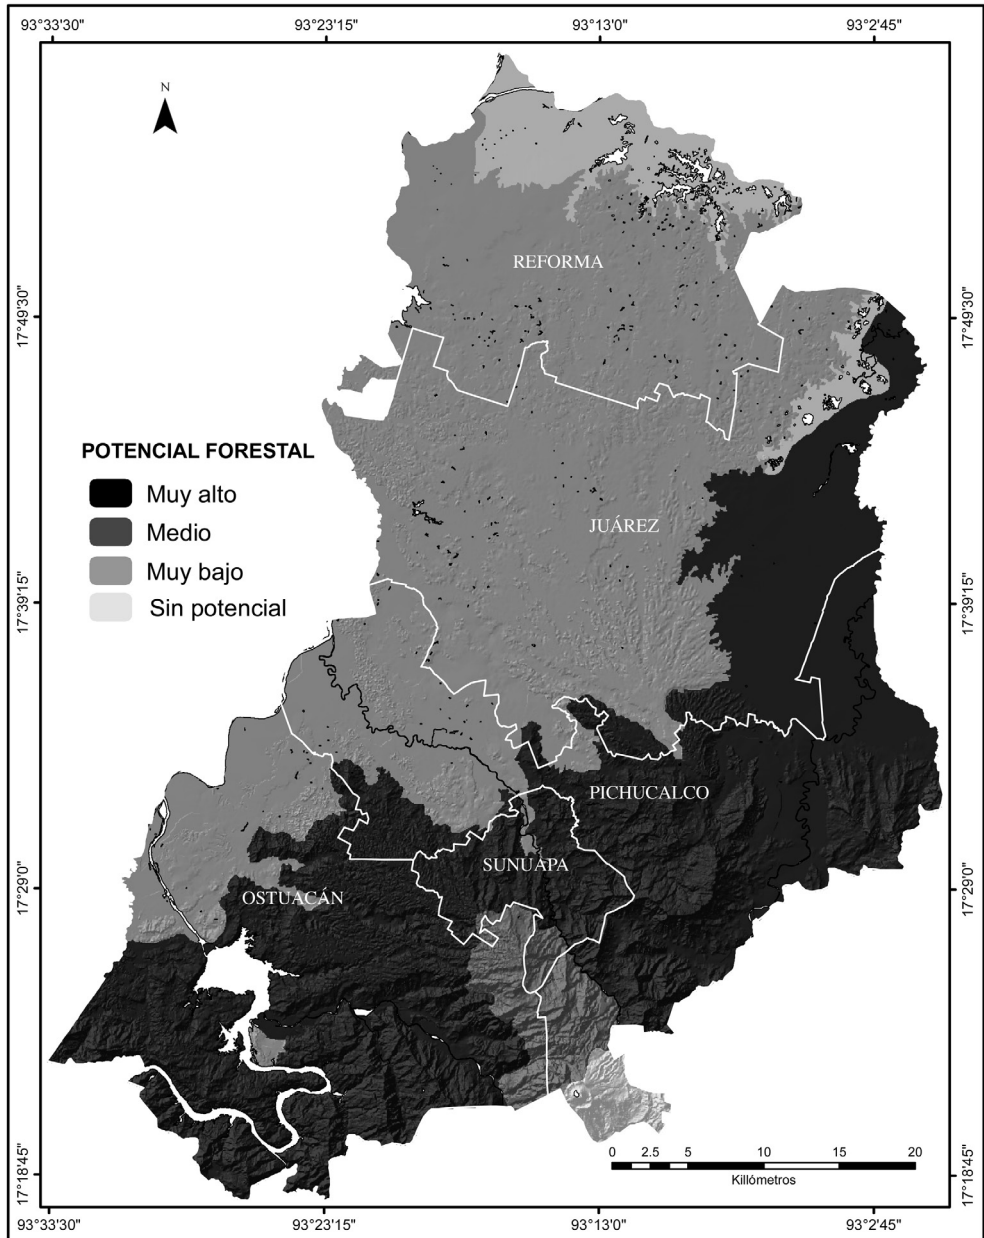 93°33'30" 93°23'15" 93°13'0" 93°2'45"
N
REFORMA
17°49'30" 17°49'30"
POTENCIAL FORESTAL
Muy alto
Medio
Muy bajo
Sin potencial
JUÁREZ
17°39'15" 17°39'15"
PICHUCALCO
SUNUAPA
OSTUACÁN
17°29'0" 17°29'0"
0 2.5 5 10 15 20
Killómetros
17°18'45" 17°18'45"
93°33'30" 93°23'15" 93°13'0" 93°2'45"